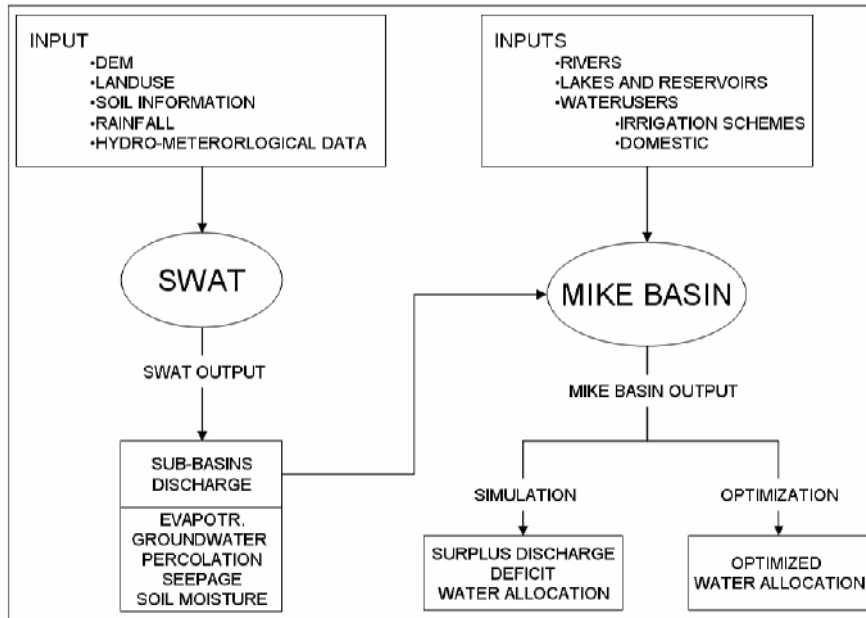 INPUT
•DEM
•LANDUSE
•SOIL INFORMATION
•RAINFALL
•HYDRO-METERORLOGICAL DATA
INPUTS
•RIVERS
•LAKES AND RESERVOIRS
•WATERUSERS
•IRRIGATION SCHEMES
•DOMESTIC
SWAT
MIKE BASIN
SWAT OUTPUT
MIKE BASIN OUTPUT
SUB-BASINS
DISCHARGE
EVAPOTR.
GROUNDWATER
PERCOLATION
SEEPAGE
SOIL MOISTURE
SIMULATION
OPTIMIZATION
SURPLUS DISCHARGE
DEFICIT
WATER ALLOCATION
OPTIMIZED
WATER ALLOCATION